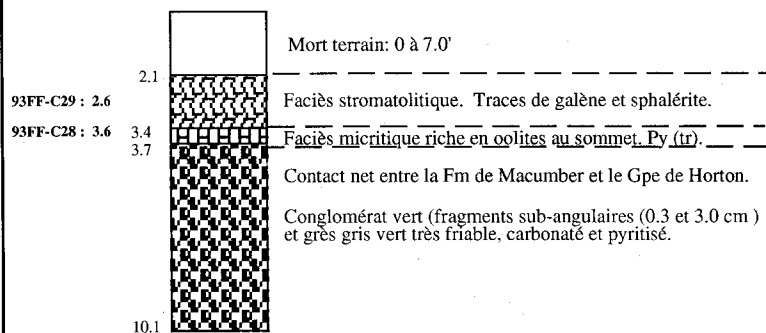 Mort terrain: 0 à 7.0'
2.1
93FF-C29 : 2.6
Faciès stromatolitique. Traces de galène et sphalérite.
93FF-C28 : 3.6
3.4
Faciès micritique riche en oolites au sommet. Py (tr).
3.7
Contact net entre la Fm de Macumber et le Gpe de Horton.
Conglomérat vert (fragments sub-angulaires (0.3 et 3.0 cm )
et grès gris vert très friable, carbonaté et pyritisé.
10.1